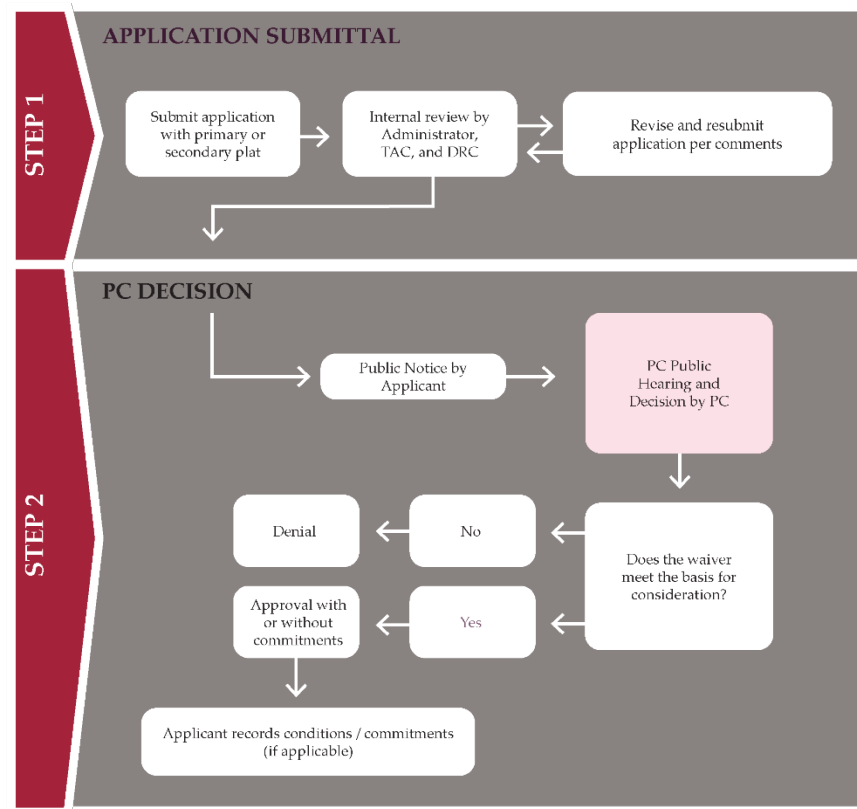 STEP 1
APPLICATION SUBMITTAL
Submit application
with primary or
secondary plat
Internal review by
Administrator,
TAC, and DRC
Revise and resubmit
application per comments
STEP 2
PC DECISION
Public Notice by
Applicant
PC Public
Hearing and
Decision by PC
Does the waiver
meet the basis for
consideration?
No
Denial
Yes
Approval with
or without
commitments
Applicant records conditions / commitments
(if applicable)